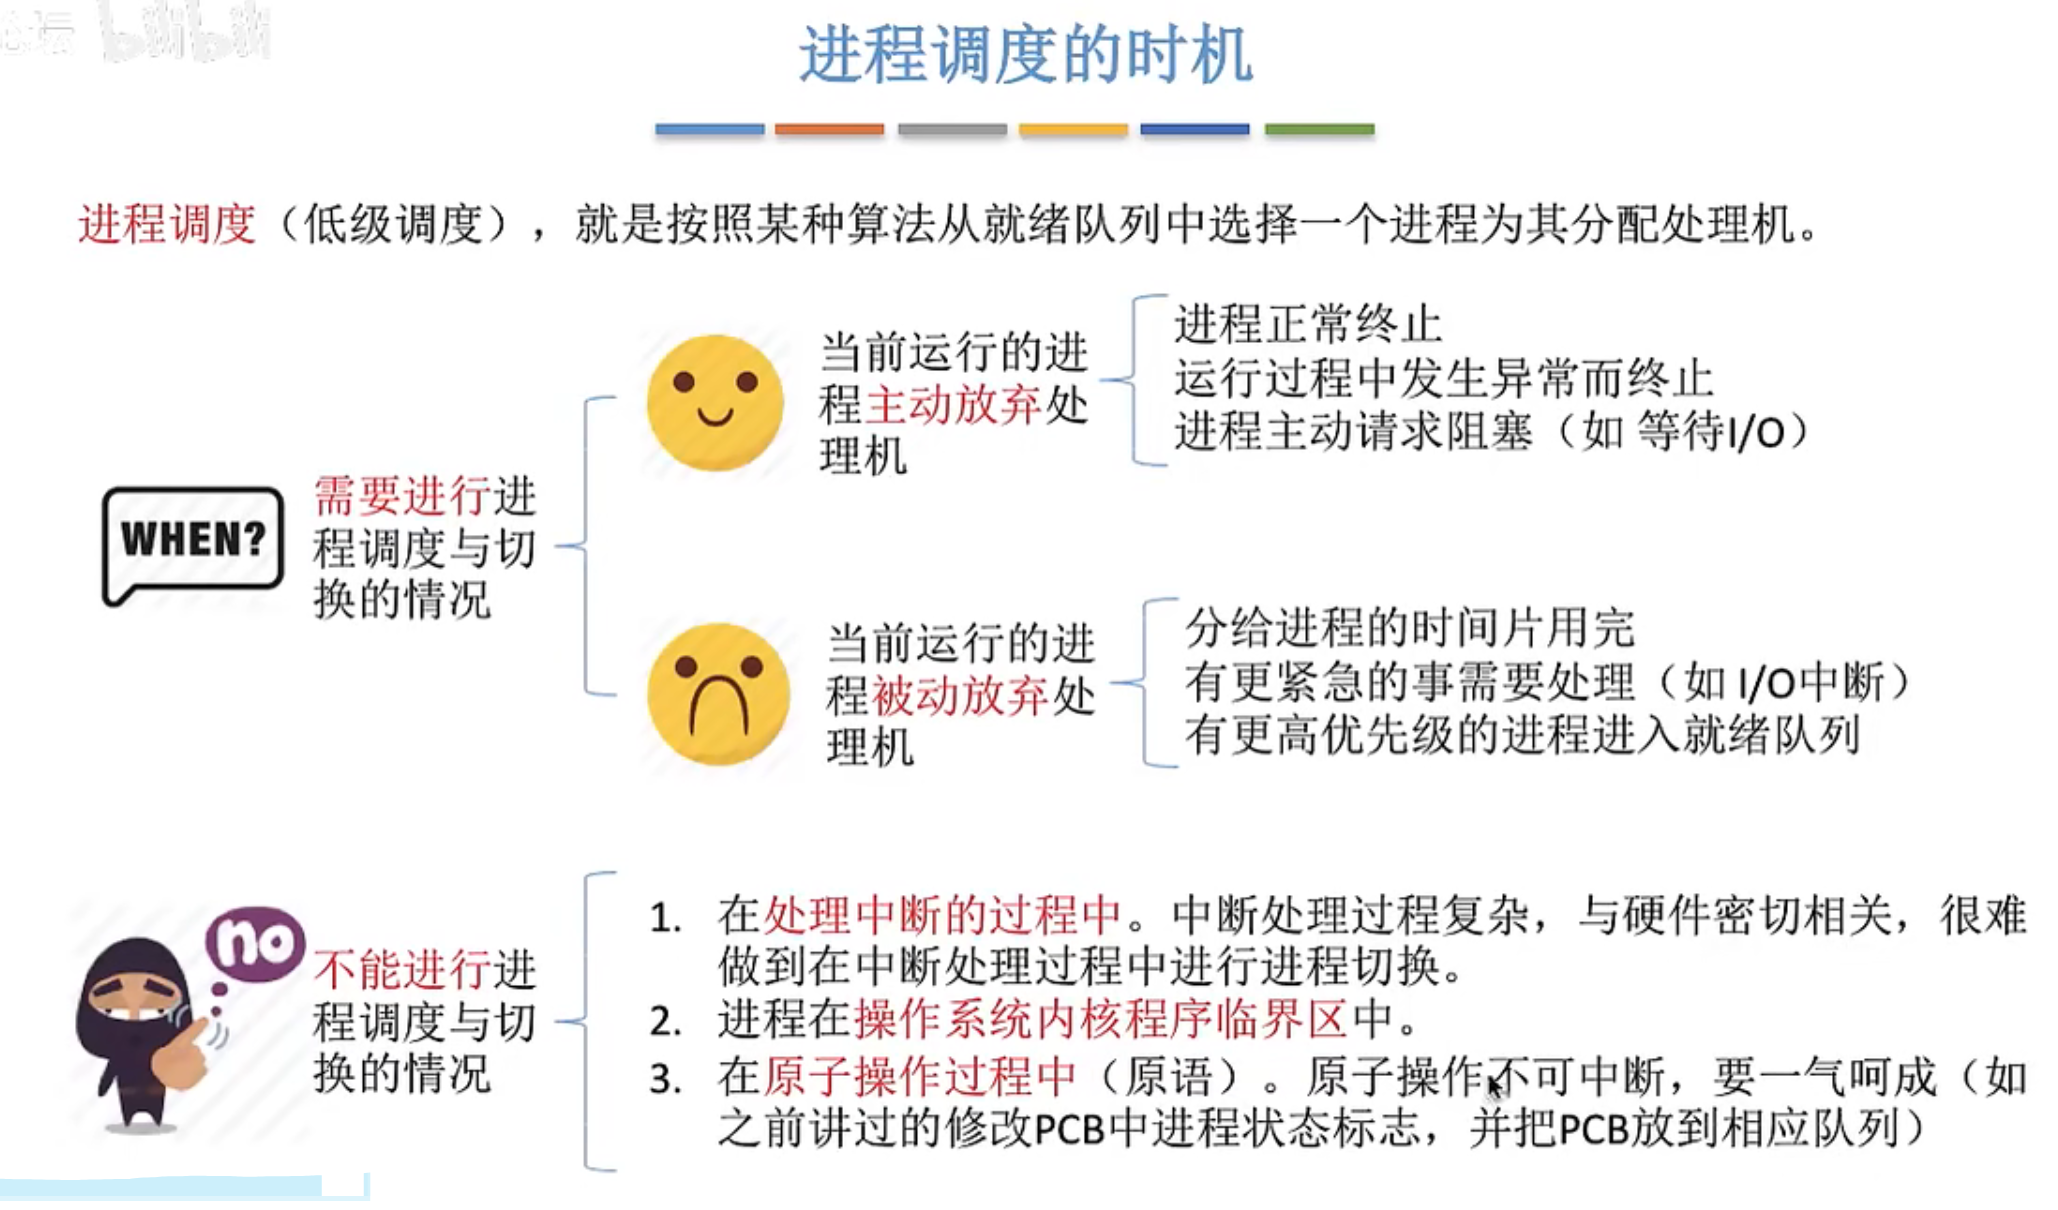 bilibili
进程调度的时机
进程调度（低级调度），就是按照某种算法从就绪队列中选择一个进程为其分配处理机。
WHEN?
需要进行进
程调度与切
换的情况
当前运行的进
程主动放弃处
理机
进程正常终止
运行过程中发生异常而终止
进程主动请求阻塞（如 等待I/O）
当前运行的进
程被动放弃处
理机
分给进程的时间片用完
有更紧急的事需要处理（如 I/O中断）
有更高优先级的进程进入就绪队列
no
不能进行进
程调度与切
换的情况
1. 在处理中断的过程中。中断处理过程复杂，与硬件密切相关，很难
做到在中断处理过程中进行进程切换。
2. 进程在操作系统内核程序临界区中。
3. 在原子操作过程中（原语）。原子操作不可中断，要一气呵成（如
之前讲过的修改PCB中进程状态标志，并把PCB放到相应队列）